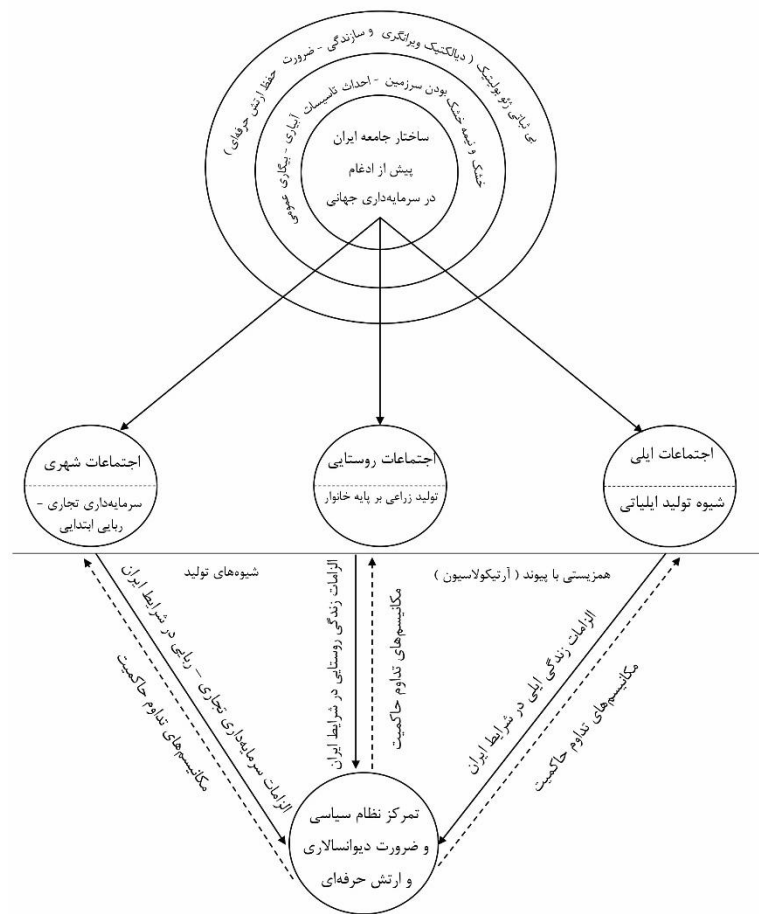 بی ثباتی ژئوپولیتیک ( دیالکتیک ویرانگری و سازندگی - ضرورت حفظ ارتش حرفه‌ای )
خشک و نیمه خشک بودن سرزمین - احداث تاسیسات آبیاری - بیگاری عمومی
ساختار جامعه ایران
پیش از ادغام
در سرمایه‌داری جهانی
اجتماعات ایلی
شیوه تولید ایلیاتی
اجتماعات روستایی
تولید زراعی بر پایه خانوار
اجتماعات شهری
سرمایه‌داری تجاری -
ربایی ابتدایی
همزیستی با پیوند ( آرتیکولاسیون )
شیوه‌های تولید
الزامات زندگی ایلی در شرایط ایران
مکانیسم‌های تداوم حاکمیت
الزامات زندگی روستایی در شرایط ایران
مکانیسم‌های تداوم حاکمیت
الزامات سرمایه‌داری تجاری – ربایی در شرایط ایران
مکانیسم‌های تداوم حاکمیت
تمرکز نظام سیاسی
و ضرورت دیوانسالاری
و ارتش حرفه‌ای